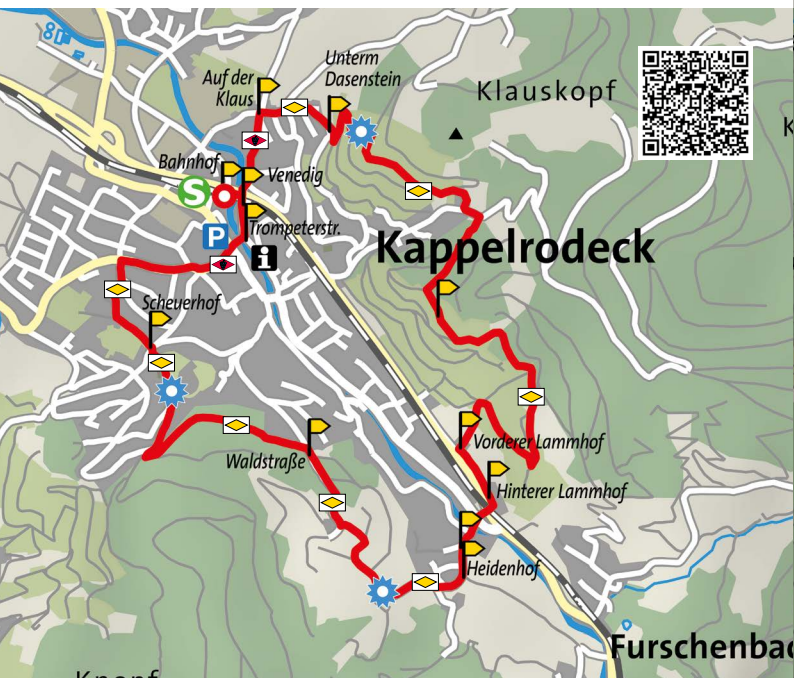 Unterm
Dasenstein
Auf der
Klaus
Klauskopf
Bahnhof
Venedig
S
P
Trompeterstr.
i
Kappelrodeck
Scheuerhof
Vorderer Lammhof
Waldstraße
Hinterer Lammhof
Heidenhof
Furschenbac